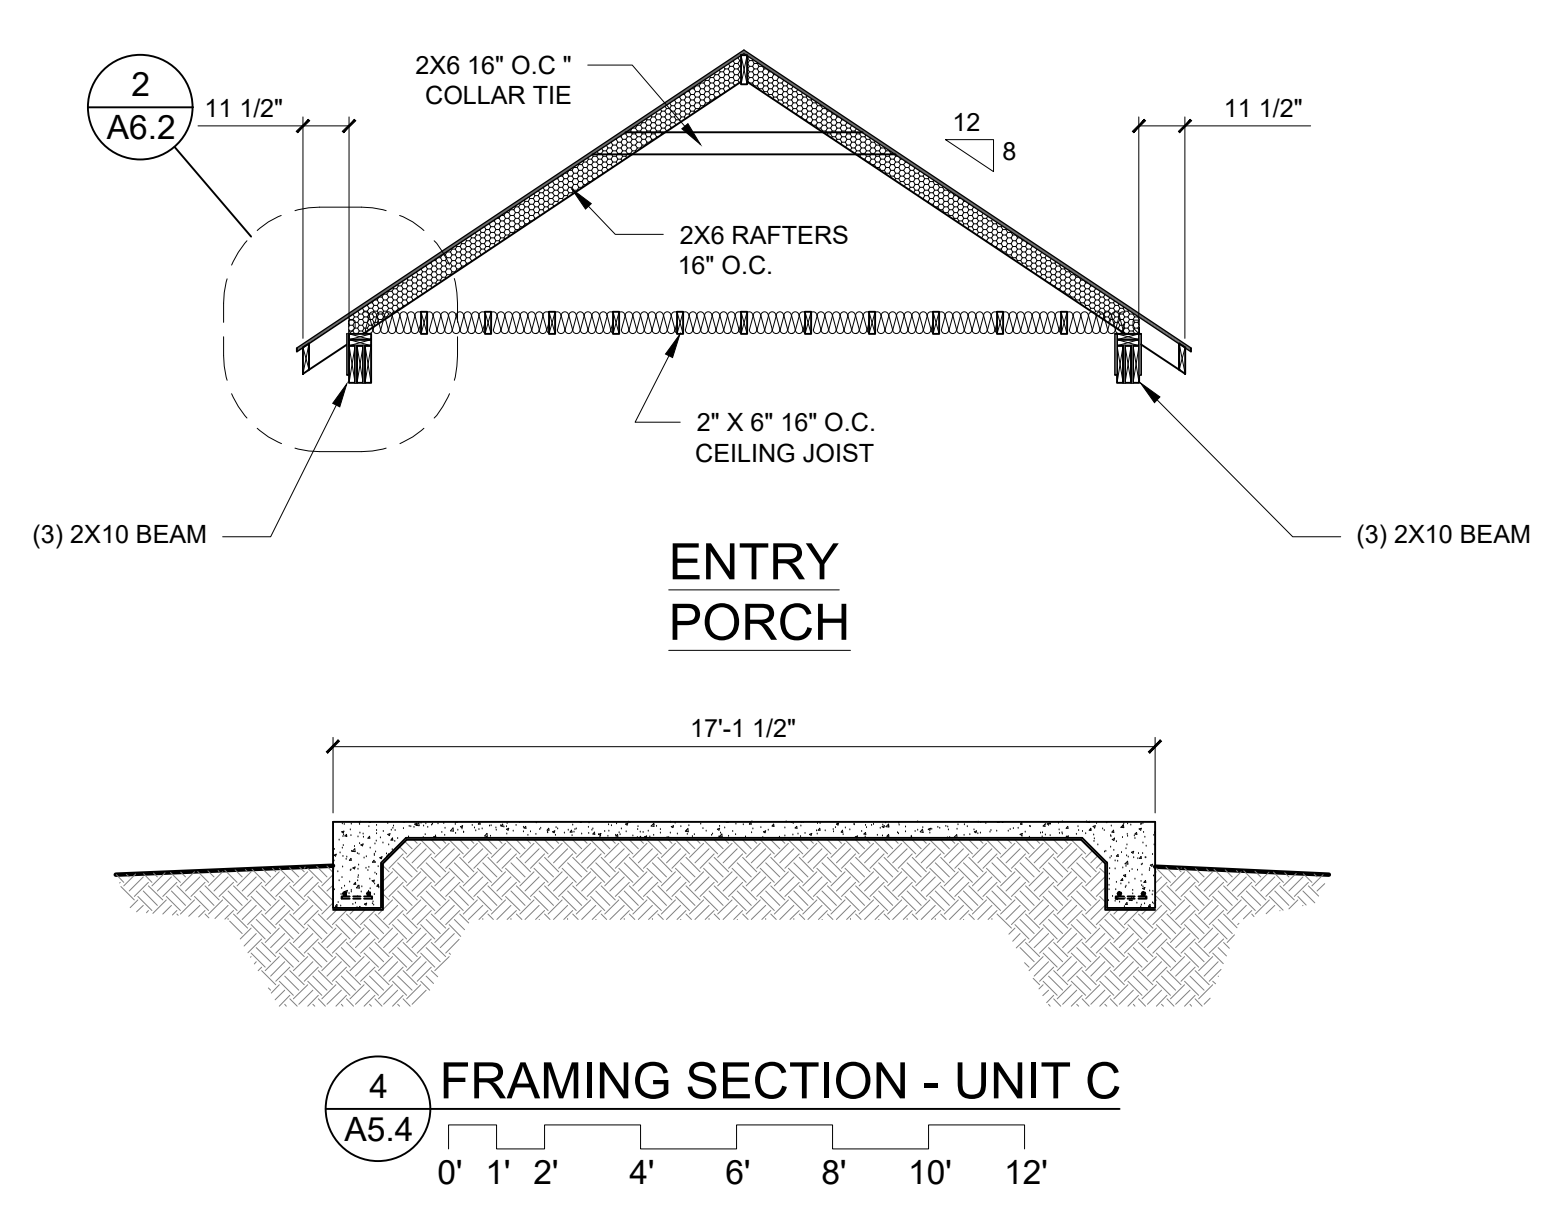 2X6 16" O.C "
COLLAR TIE
2
A6.2
11 1/2"
11 1/2"
12
8
2X6 RAFTERS
16" O.C.
2" X 6" 16" O.C.
CEILING JOIST
(3) 2X10 BEAM
(3) 2X10 BEAM
ENTRY
PORCH
17'-1 1/2"
4
A5.4
FRAMING SECTION - UNIT C
0' 1' 2' 4' 6' 8' 10' 12'